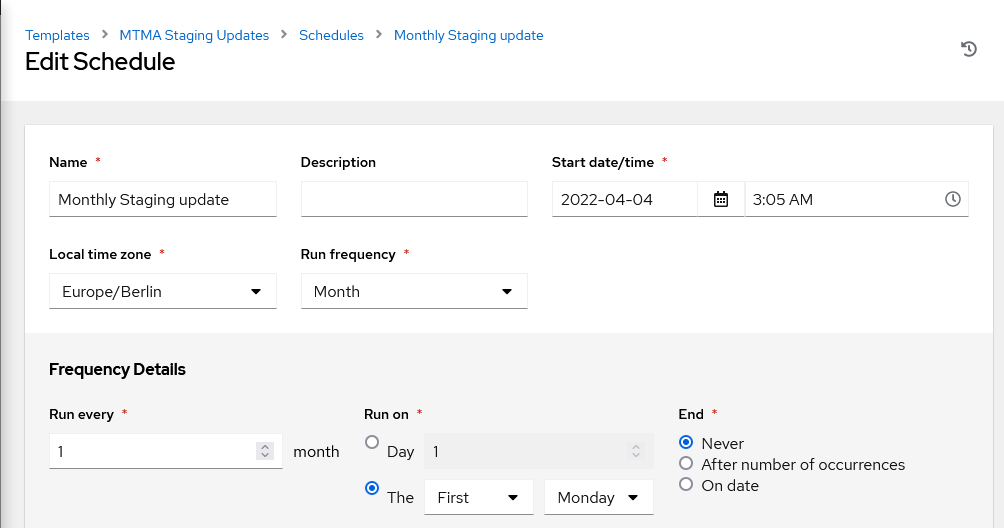 Templates > MTMA Staging Updates > Schedules > Monthly Staging update
Edit Schedule
Name * Description Start date/time *
Monthly Staging update 2022-04-04 3:05 AM
Local time zone * Run frequency *
Europe/Berlin Month
Frequency Details
Run every * Run on * End *
1 month Day 1 Never
After number of occurrences
The First Monday On date